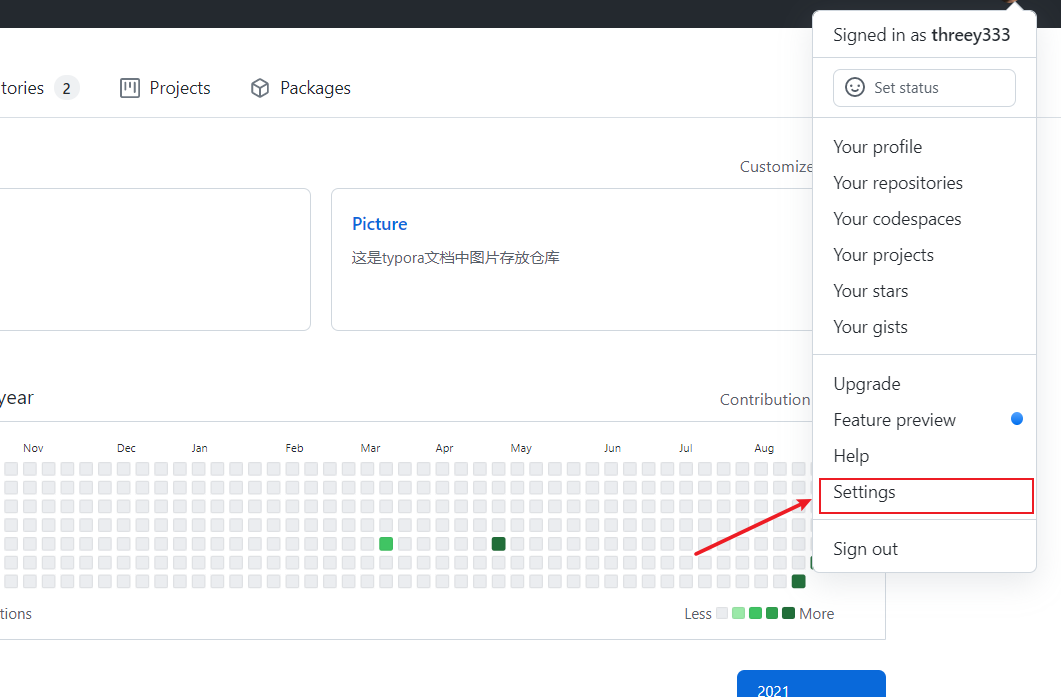 Signed in as threey333
Set status
tories 2 Projects Packages
Your profile
Your repositories
Your codespaces
Your projects
Your stars
Your gists
Upgrade
Feature preview
Help
Settings
Sign out
Customize
Picture
这是typora文档中图片存放仓库
year
Contribution
Nov Dec Jan Feb Mar Apr May Jun Jul Aug
tions
Less More
2021